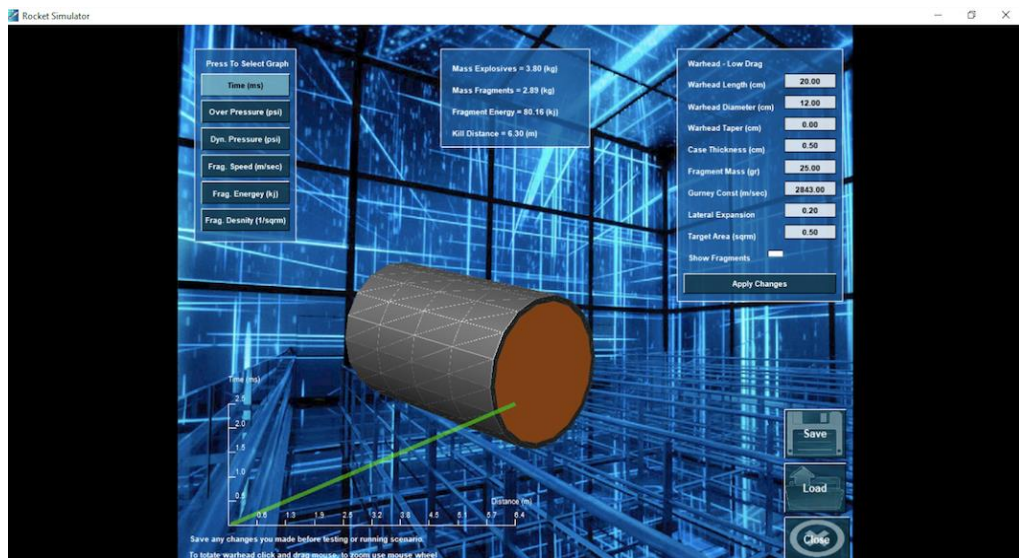 Rocket Simulator
Press To Select Graph
Time (ms)
Over Pressure (psi)
Dyn. Pressure (psi)
Frag. Speed (m/sec)
Frag. Energey (kj)
Frag. Desnity (1/sqrm)
Mass Explosives = 3.80 (kg)
Mass Fragments = 2.89 (kg)
Fragment Energy = 80.16 (kj)
Kill Distance = 6.30 (m)
Warhead - Low Drag
Warhead Length (cm) 20.00
Warhead Diameter (cm) 12.00
Warhead Taper (cm) 0.00
Case Thickness (cm) 0.50
Fragment Mass (gr) 25.00
Gurney Const (m/sec) 2843.00
Lateral Expansion 0.20
Target Area (sqrm) 0.50
Show Fragments
Apply Changes
Time (ms)
2.5
2.0
1.5
1.0
0.5
Distance (m)
0.6 1.3 1.9 2.5 3.2 3.8 4.5 5.1 5.7 6.4
Save
Load
Close
Save any changes you made before testing or running scenario.
To totate warhead click and drag mouse, to zoom use mouse wheel